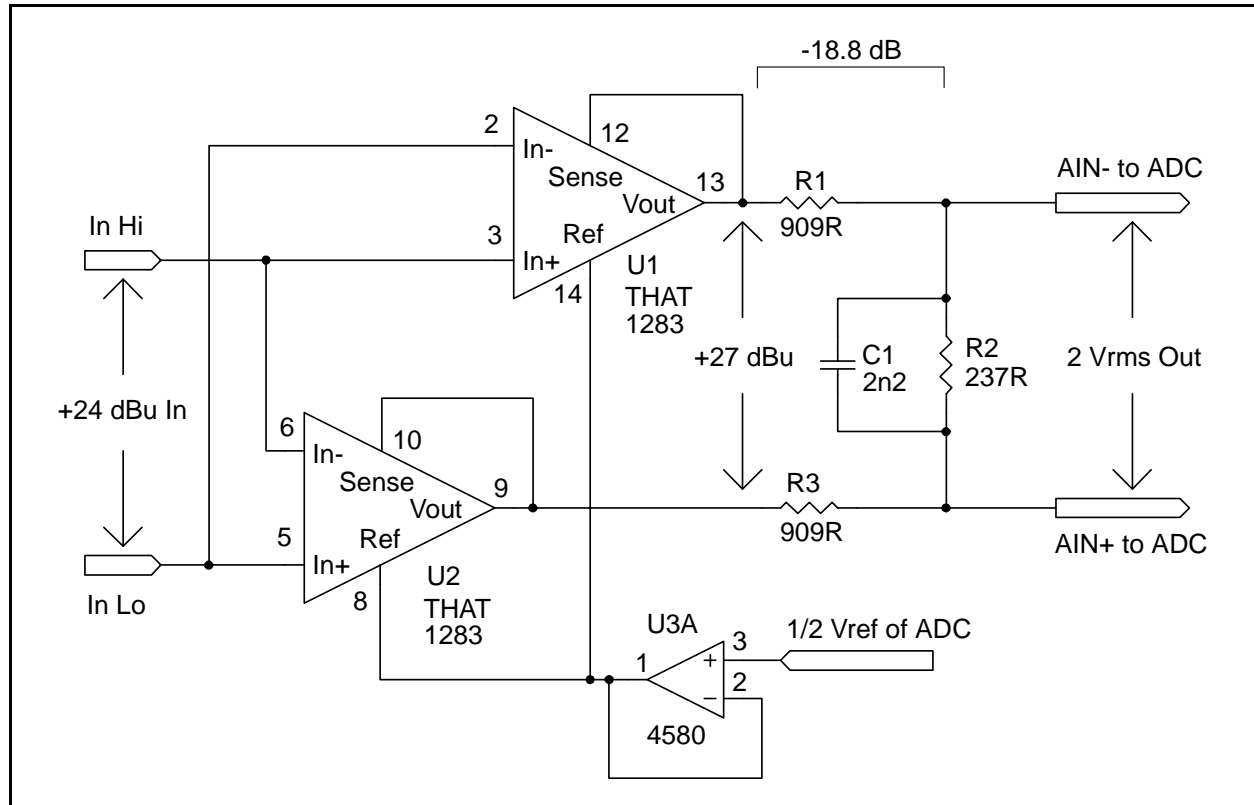 -18.8 dB
2
In-
12
Sense
13
Vout
R1
909R
AIN- to ADC
In Hi
3
In+
Ref
14
U1
THAT
1283
+24 dBu In
+27 dBu
C1
2n2
R2
237R
2 Vrms Out
6
In-
10
Sense
9
Vout
R3
909R
AIN+ to ADC
5
In+
Ref
8
U2
THAT
1283
In Lo
U3A
1/2 Vref of ADC
1
+
3
−
2
4580